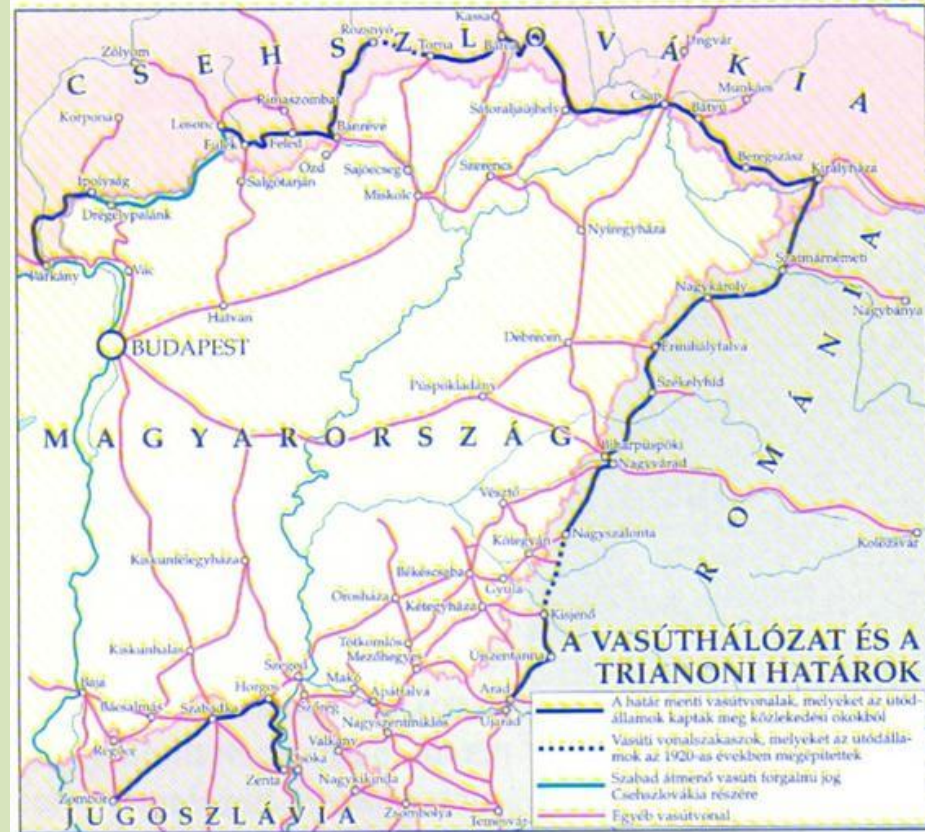 Kassa
Rozsnyó
Zólyom
Torna
Ungvár
CSEHSZLOVÁKIA
Munkács
Rimaszombat
Korpona
Losonc
Sátoraljaújhely
Csap
Bátyú
Fülek
Feled
Bánréve
Ózd
Sajóecseg
Szerencs
Beregszász
Királyháza
Ipolyság
Salgótarján
Miskolc
Drégelypalánk
Nyíregyháza
Párkány
Vác
Szatmárnémeti
Hatvan
Nagykároly
Nagybánya
BUDAPEST
Debrecen
Érmihályfalva
Püspökladány
Székelyhíd
MAGYARORSZÁG
Biharpüspöki
Nagyvárad
ROMÁNIA
Vésztő
Kötegyán
Nagyszalonta
Kolozsvár
Kiskunfélegyháza
Békéscsaba
Gyula
Orosháza
Kétegyháza
Kisjenő
Kiskunhalas
Tótkomlós
Mezőhegyes
Újszentanna
A VASÚTHÁLÓZAT ÉS A
TRIANONI HATÁROK
Szeged
Baja
Horgos
Makó
Apátfalva
Arad
Bácsalmás
Szabadka
Szőreg
Nagyszentmiklós
Újarad
Regőce
Valkány
Csóka
Zenta
Nagykikinda
Zombor
Zsombolya
Temesvár
JUGOSZLÁVIA
A határ menti vasútvonalak, melyeket az utód-
államok kaptak meg közlekedési okokból
Vasúti vonalszakaszok, melyeket az utódálla-
mok az 1920-as években megépítettek
Szabad átmenő vasúti forgalmi jog
Csehszlovákia részére
Egyéb vasútvonal